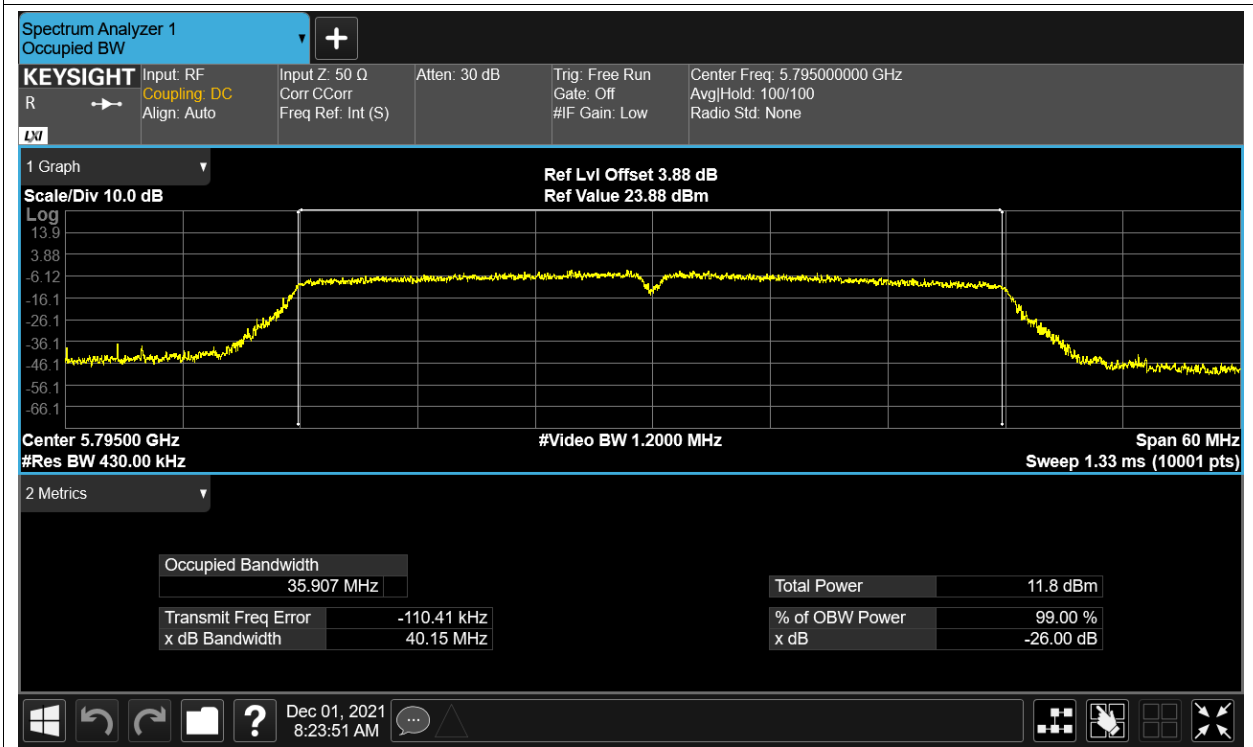 Spectrum Analyzer 1
Occupied BW
KEYSIGHT
R
LXI
Input: RF
Coupling: DC
Align: Auto
Input Z: 50 Ω
Corr CCorr
Freq Ref: Int (S)
Atten: 30 dB
Trig: Free Run
Gate: Off
#IF Gain: Low
Center Freq: 5.795000000 GHz
Avg|Hold: 100/100
Radio Std: None
1 Graph
Scale/Div 10.0 dB
Ref Lvl Offset 3.88 dB
Ref Value 23.88 dBm
Log
13.9
3.88
-6.12
-16.1
-26.1
-36.1
-46.1
-56.1
-66.1
Center 5.79500 GHz
#Video BW 1.2000 MHz
Span 60 MHz
#Res BW 430.00 kHz
Sweep 1.33 ms (10001 pts)
2 Metrics
Occupied Bandwidth
35.907 MHz
Total Power 11.8 dBm
Transmit Freq Error -110.41 kHz
% of OBW Power 99.00 %
x dB Bandwidth 40.15 MHz
x dB -26.00 dB
?
Dec 01, 2021
8:23:51 AM